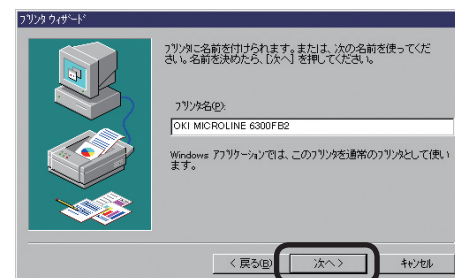 プリンタ ウィザード
プリンタに名前を付けられます。または、次の名前を使ってくだ
さい。名前を決めたら、[次へ] を押してください。
プリンタ名(P):
OKI MICROLINE 6300FB2
Windows アプリケーションでは、このプリンタを通常のプリンタとして使い
ます。
< 戻る(B) 次へ > キャンセル